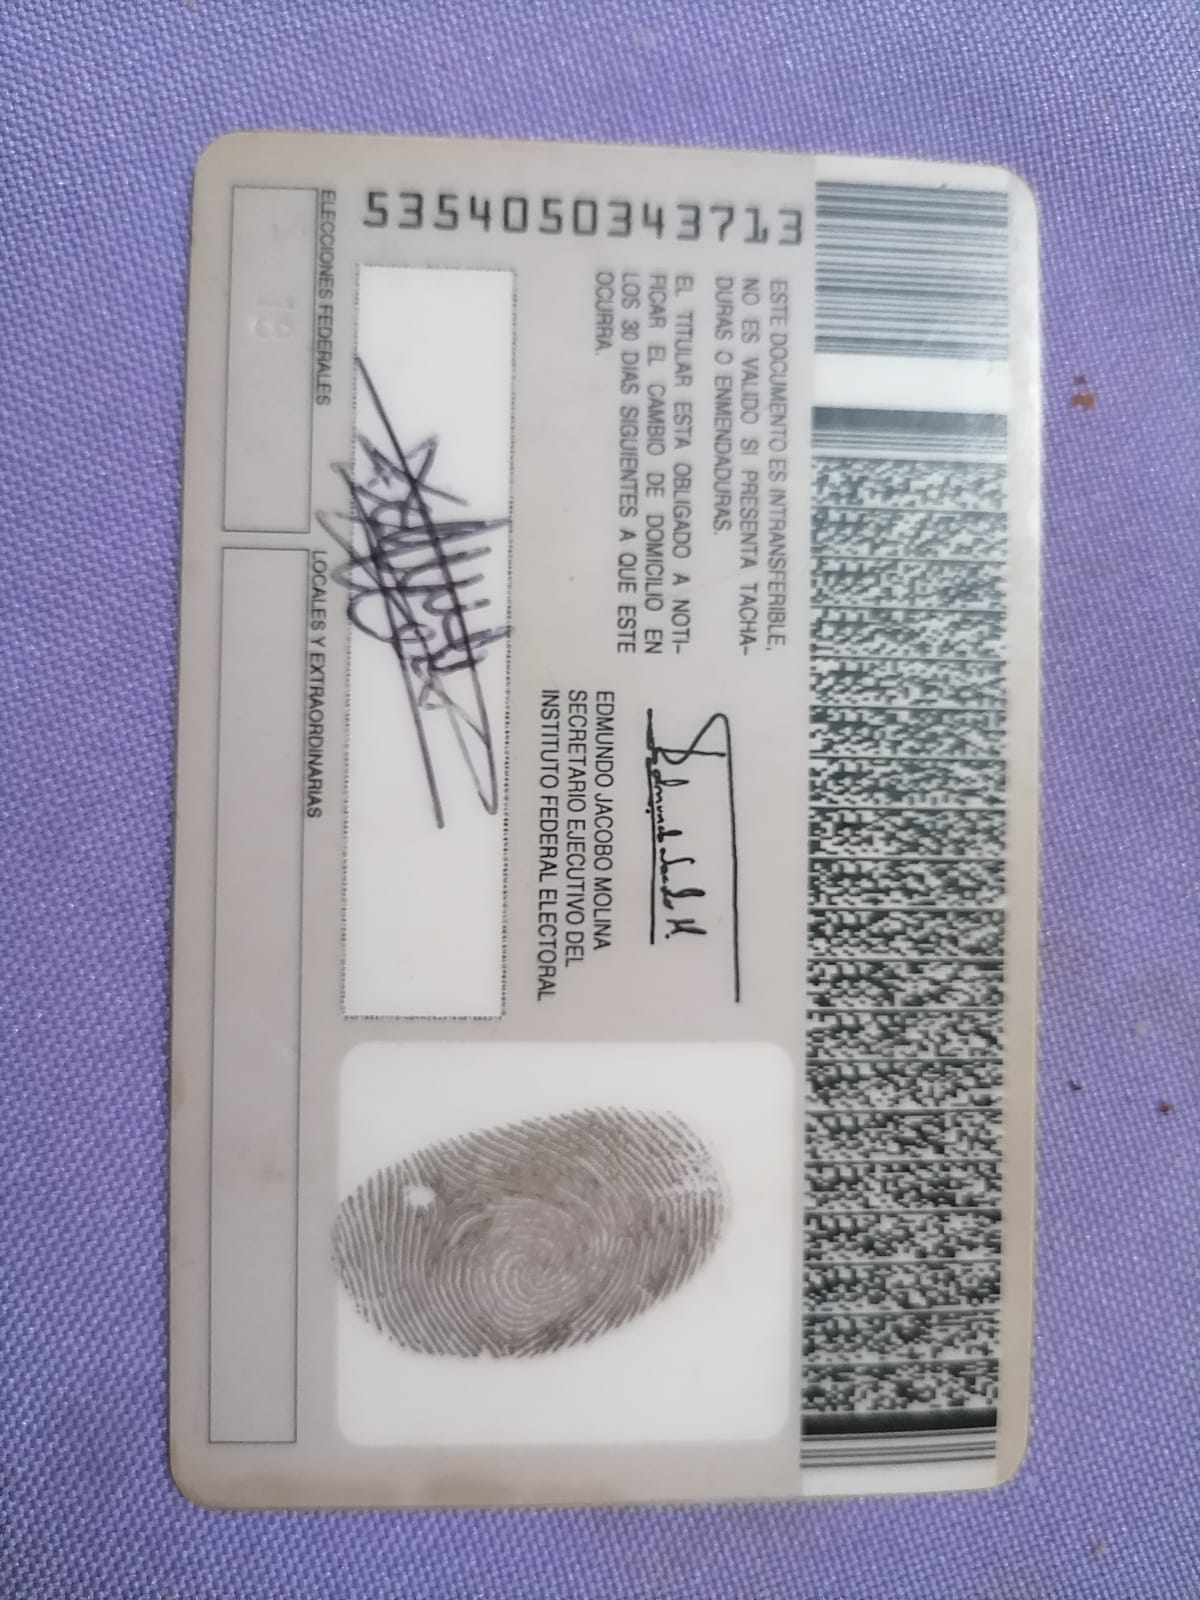 5354050343713
ESTE DOCUMENTO ES INTRANSFERIBLE,
NO ES VALIDO SI PRESENTA TACHA-
DURAS O ENMENDADURAS.
EL TITULAR ESTA OBLIGADO A NOTI-
FICAR EL CAMBIO DE DOMICILIO EN
LOS 30 DIAS SIGUIENTES A QUE ESTE
OCURRA.
EDMUNDO JACOBO MOLINA
SECRETARIO EJECUTIVO DEL
INSTITUTO FEDERAL ELECTORAL
ELECCIONES FEDERALES
LOCALES Y EXTRAORDINARIAS